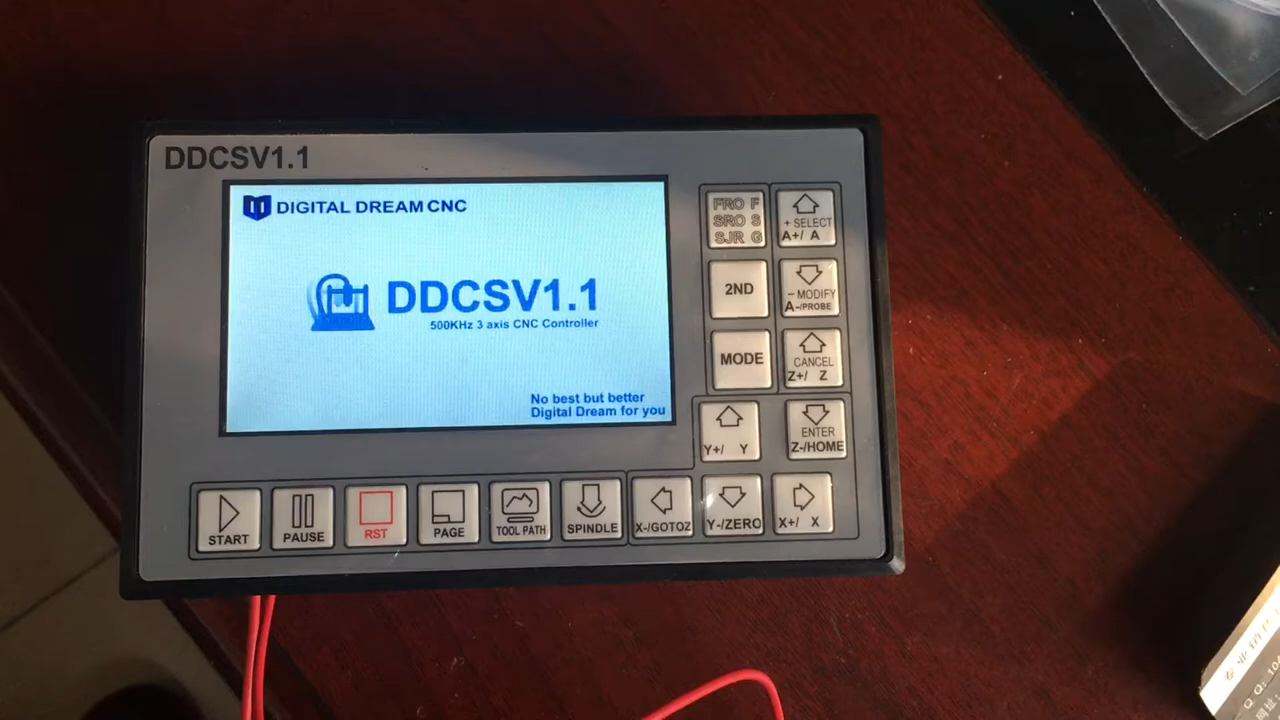 DDCSV1.1
DIGITAL DREAM CNC
DDCSV1.1
500KHz 3 axis CNC Controller
No best but better
Digital Dream for you
FRO F
SRO S
SJR G
+ SELECT
A+/ A
2ND
− MODIFY
A-/PROBE
MODE
CANCEL
Z+/ Z
Y+/ Y
ENTER
Z-/HOME
START
PAUSE
RST
PAGE
TOOL PATH
SPINDLE
X-/GOTOZ
Y-/ZERO
X+/ X